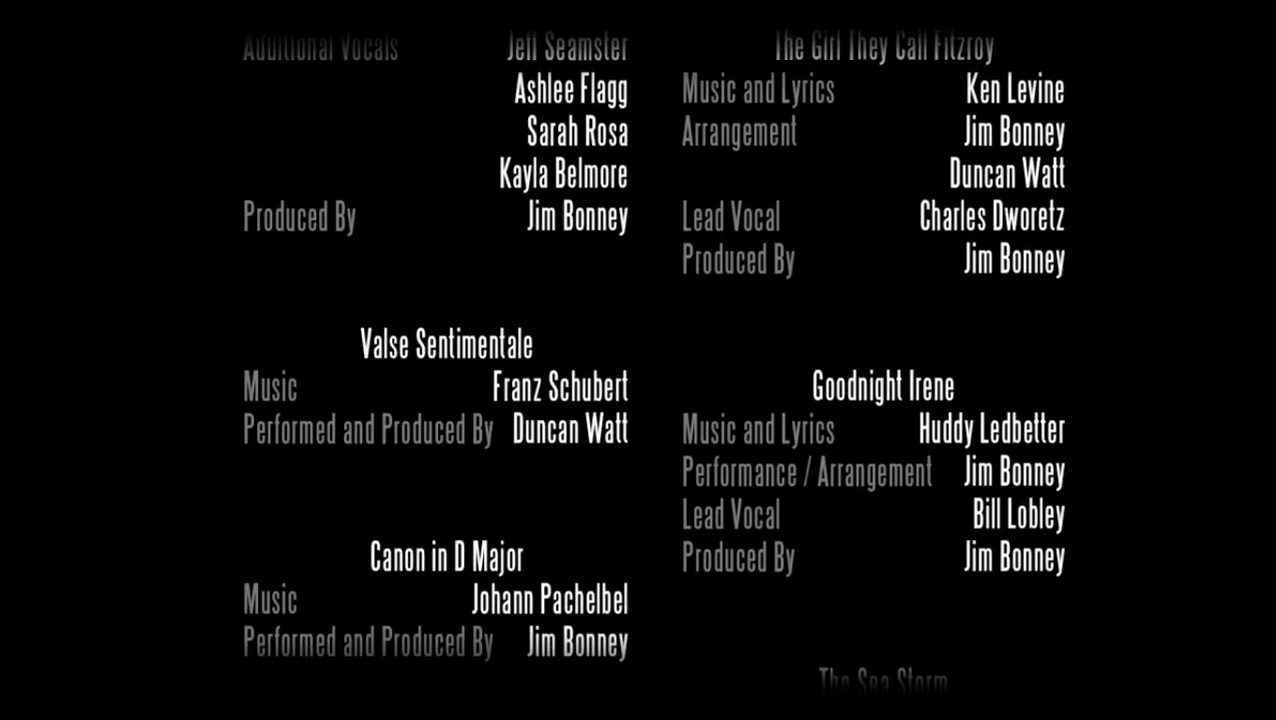 Additional Vocals Jeff Seamster
Ashlee Flagg
Sarah Rosa
Kayla Belmore
Produced By Jim Bonney
Valse Sentimentale
Music Franz Schubert
Performed and Produced By Duncan Watt
Canon in D Major
Music Johann Pachelbel
Performed and Produced By Jim Bonney
The Girl They Call Fitzroy
Music and Lyrics Ken Levine
Arrangement Jim Bonney
Duncan Watt
Lead Vocal Charles Dworetz
Produced By Jim Bonney
Goodnight Irene
Music and Lyrics Huddy Ledbetter
Performance / Arrangement Jim Bonney
Lead Vocal Bill Lobley
Produced By Jim Bonney
The Sea Storm